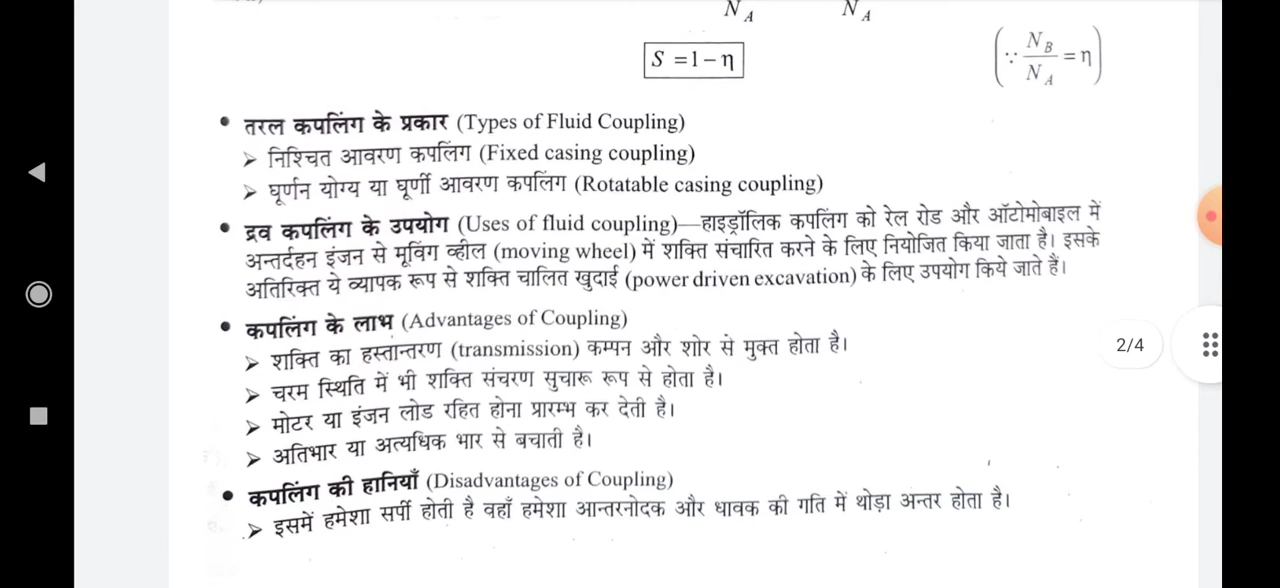 N_A N_A
S = 1 – η
(∵ N_B / N_A = η)
• तरल कपलिंग के प्रकार (Types of Fluid Coupling)
➢ निश्चित आवरण कपलिंग (Fixed casing coupling)
➢ घूर्णन योग्य या घूर्णी आवरण कपलिंग (Rotatable casing coupling)
• द्रव कपलिंग के उपयोग (Uses of fluid coupling)—हाइड्रॉलिक कपलिंग को रेल रोड और ऑटोमोबाइल में
अन्तर्दहन इंजन से मूविंग व्हील (moving wheel) में शक्ति संचारित करने के लिए नियोजित किया जाता है। इसके
अतिरिक्त ये व्यापक रूप से शक्ति चालित खुदाई (power driven excavation) के लिए उपयोग किये जाते हैं।
• कपलिंग के लाभ (Advantages of Coupling)
➢ शक्ति का हस्तान्तरण (transmission) कम्पन और शोर से मुक्त होता है।
2/4
➢ चरम स्थिति में भी शक्ति संचरण सुचारू रूप से होता है।
➢ मोटर या इंजन लोड रहित होना प्रारम्भ कर देती है।
➢ अतिभार या अत्यधिक भार से बचाती है।
• कपलिंग की हानियाँ (Disadvantages of Coupling)
➢ इसमें हमेशा सर्पी होती है वहाँ हमेशा आन्तरनोदक और धावक की गति में थोड़ा अन्तर होता है।